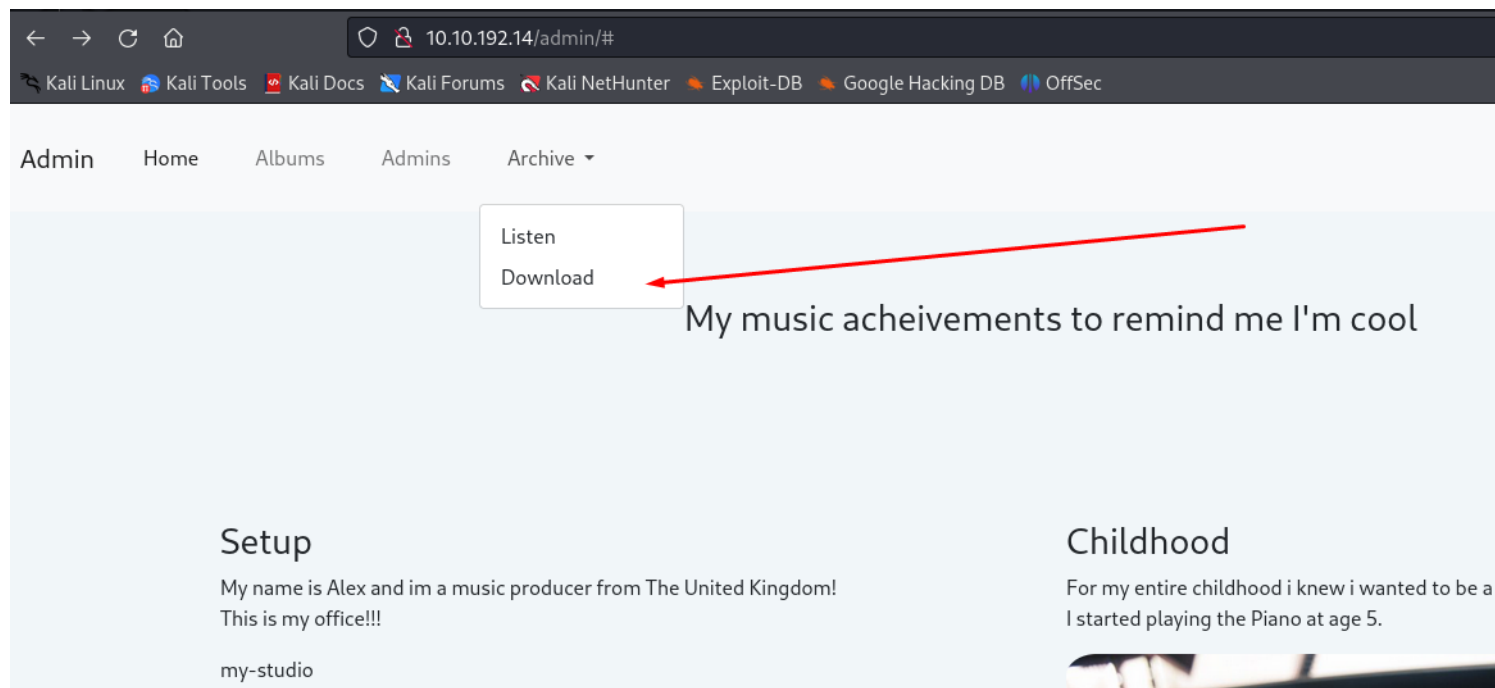 10.10.192.14/admin/#
Kali Linux Kali Tools Kali Docs Kali Forums Kali NetHunter Exploit-DB Google Hacking DB OffSec
Admin Home Albums Admins Archive
Listen
Download
My music acheivements to remind me I'm cool
Setup
My name is Alex and im a music producer from The United Kingdom!
This is my office!!!
my-studio
Childhood
For my entire childhood i knew i wanted to be a
I started playing the Piano at age 5.